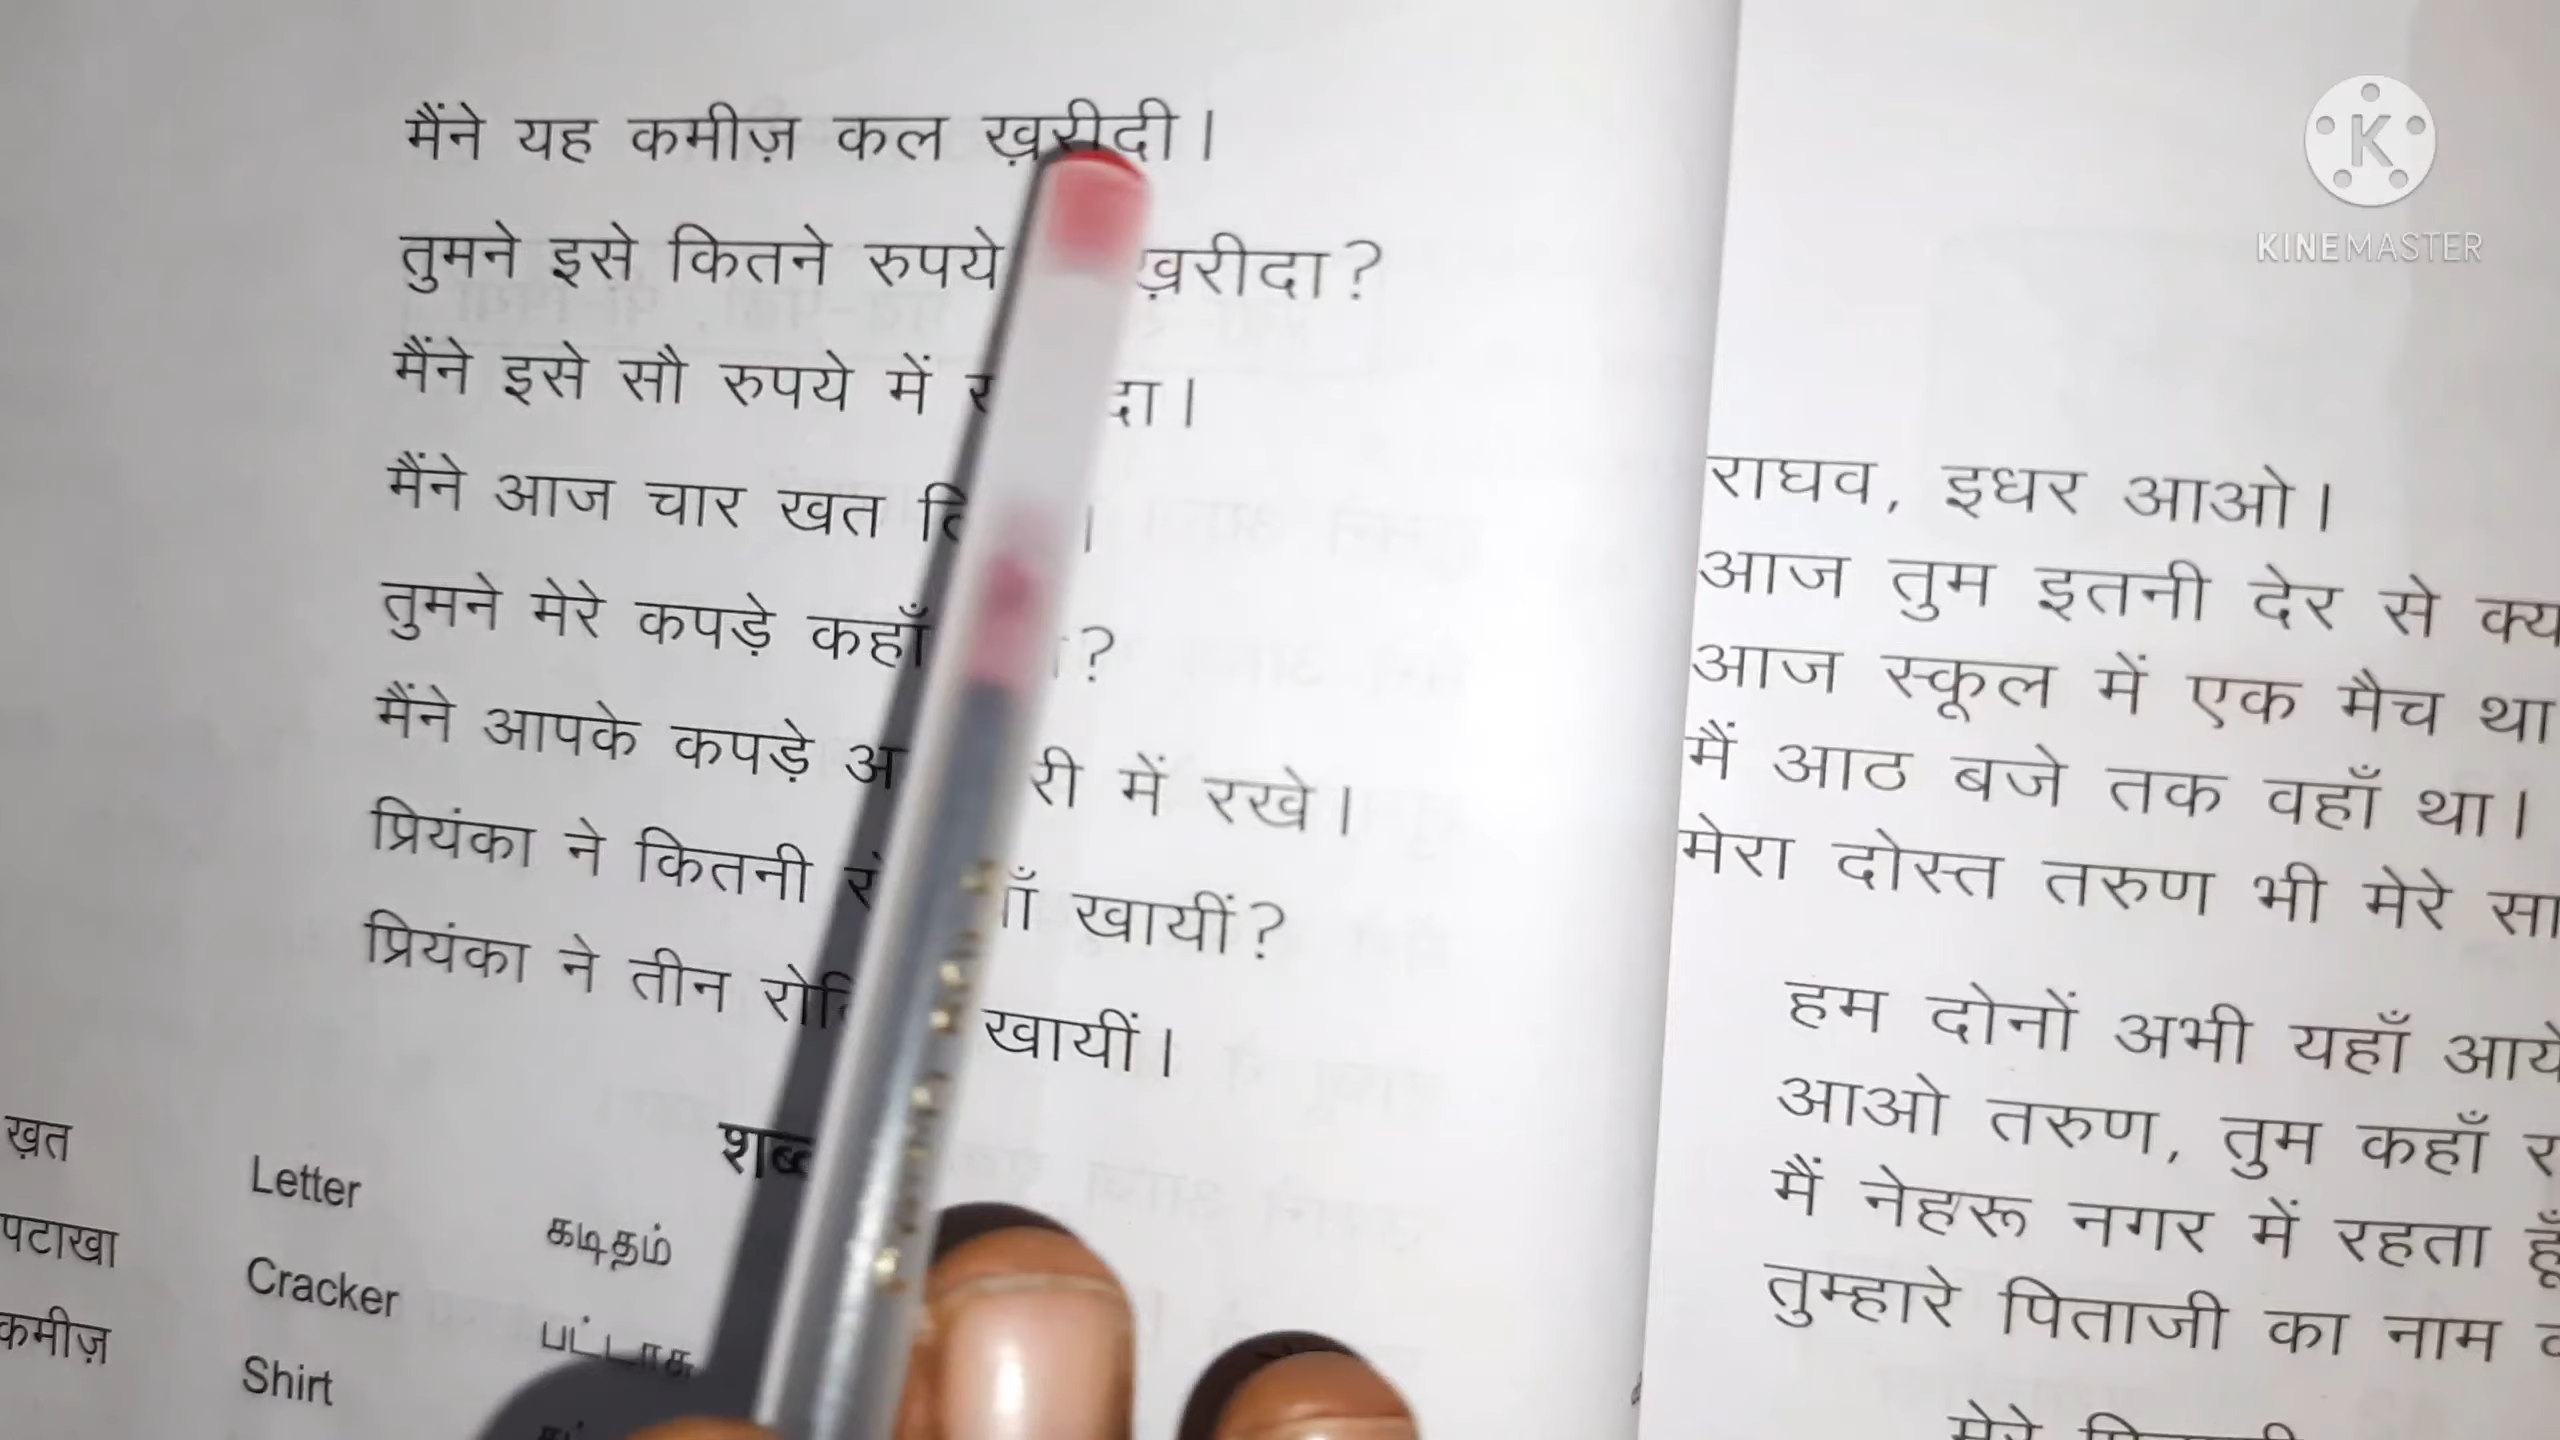 मैंने यह कमीज़ कल ख़रीदी।
तुमने इसे कितने रुपये ख़रीदा?
मैंने इसे सौ रुपये में
मैंने आज चार खत
तुमने मेरे कपड़े कहाँ ?
मैंने आपके कपड़े में रखे।
प्रियंका ने कितनी खायीं?
प्रियंका ने तीन खायीं।
ख़त Letter கடிதம்
पटाखा Cracker
कमीज़ Shirt
राघव, इधर आओ।
आज तुम इतनी देर से
आज स्कूल में एक मैच था
मैं आठ बजे तक वहाँ था।
मेरा दोस्त तरुण भी मेरे
हम दोनों अभी यहाँ
आओ तरुण, तुम कहाँ
मैं नेहरू नगर में रहता हूँ
तुम्हारे पिताजी का नाम
KINEMASTER